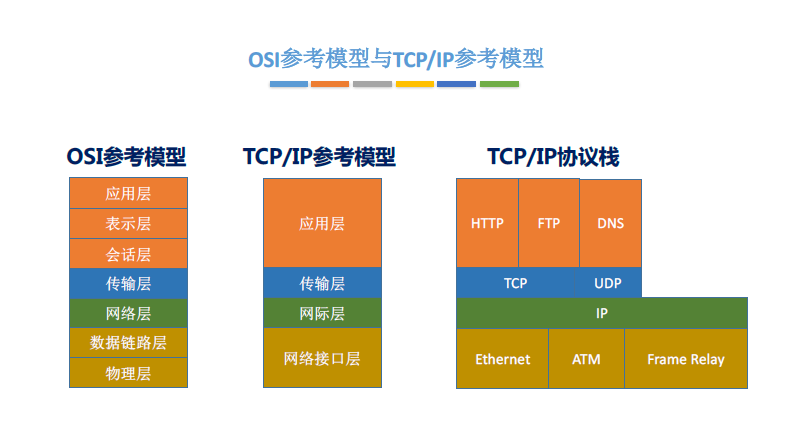 OSI参考模型与TCP/IP参考模型
OSI参考模型
应用层
表示层
会话层
传输层
网络层
数据链路层
物理层
TCP/IP参考模型
应用层
传输层
网际层
网络接口层
TCP/IP协议栈
HTTP FTP DNS
TCP UDP
IP
Ethernet ATM Frame Relay